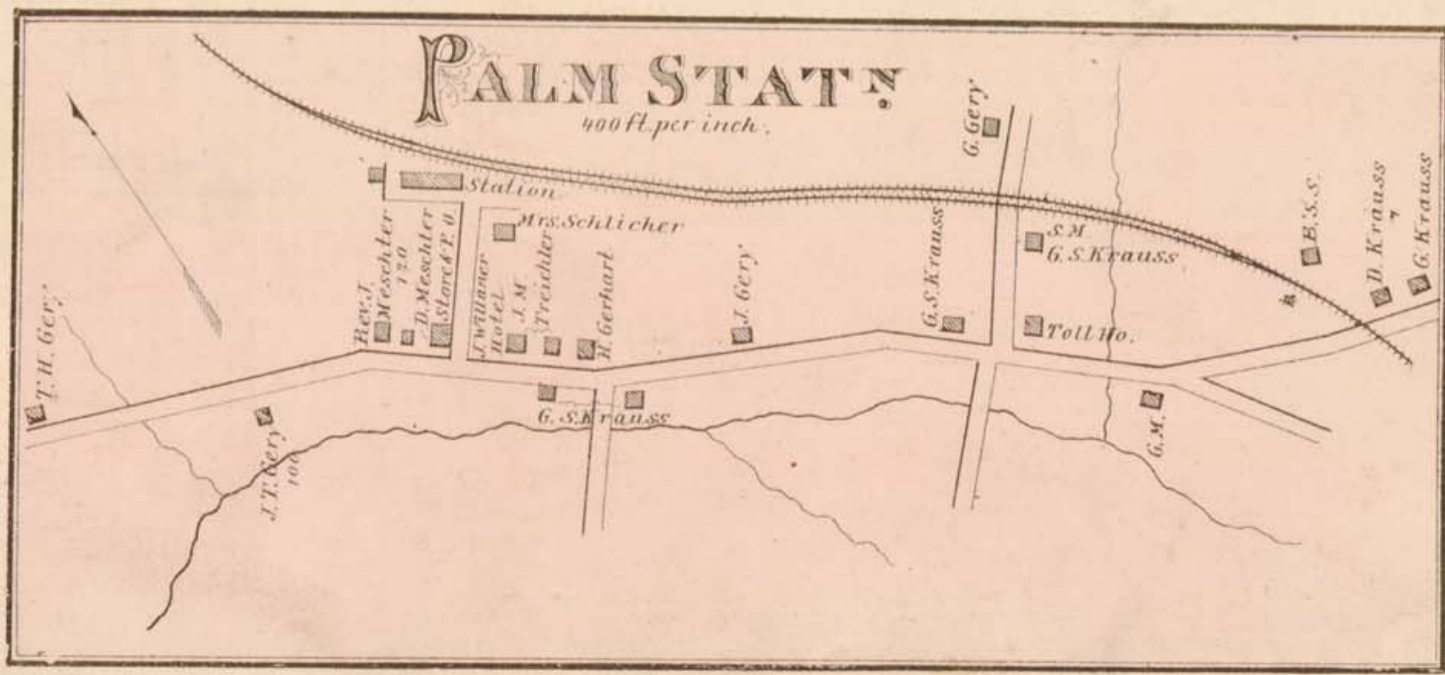 PALM STATN.
400 ft. per inch.
G. Gery
Station
Mrs. Schlicher
Rev. J.
Meschter
120
D. Meschter
Store & P. O.
Hotel
J. M.
Treichler
H. Gerhart
J. Gery
G. S. Krauss
S. M
G. S. Krauss
Toll Ho.
B. S. S.
D. Krauss
7
G. Krauss
T. H. Gery
J. T. Gery
100
G. S. Krauss
G. M.